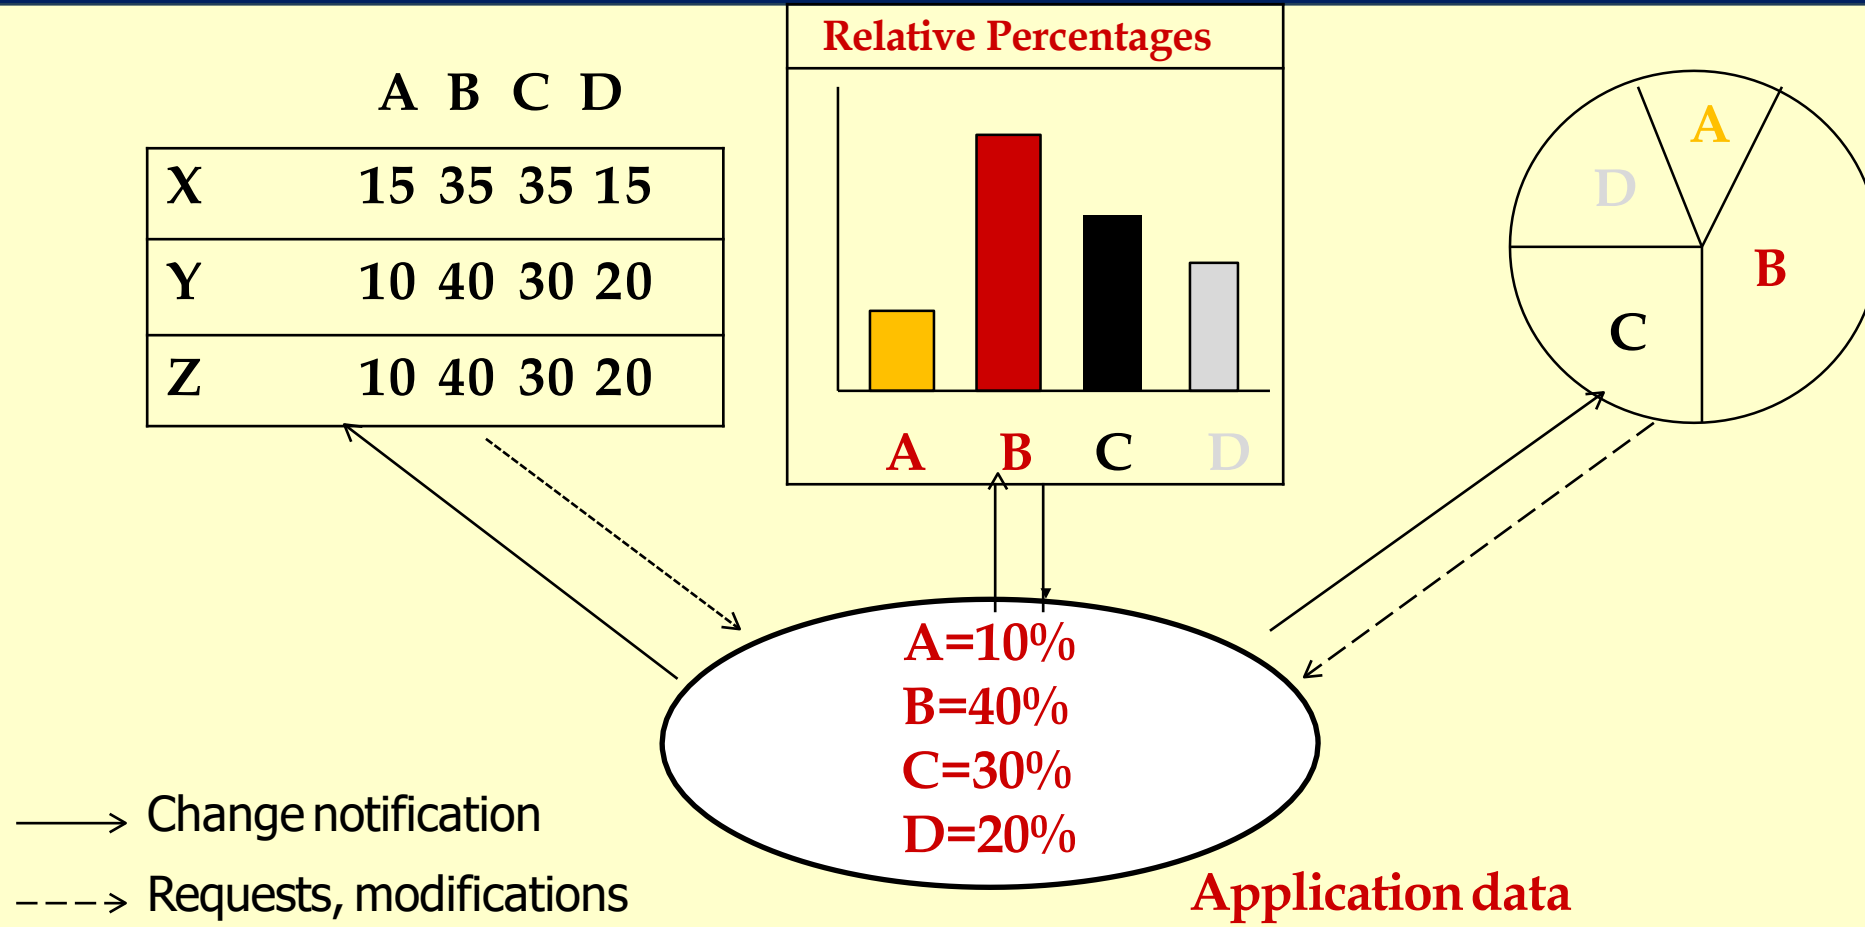 A B C D
X 15 35 35 15
Y 10 40 30 20
Z 10 40 30 20
Relative Percentages
A B C D
A
D
B
C
A=10%
B=40%
C=30%
D=20%
Change notification
Requests, modifications
Application data